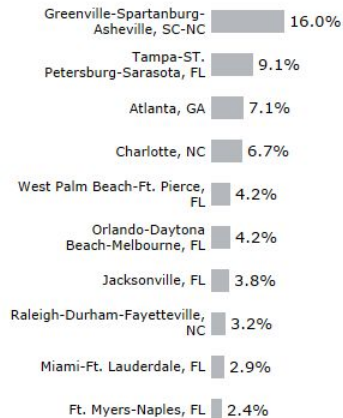 Greenville-Spartanburg-
Asheville, SC-NC
16.0%
Tampa-ST.
Petersburg-Sarasota, FL
9.1%
Atlanta, GA
7.1%
Charlotte, NC
6.7%
West Palm Beach-Ft. Pierce,
FL
4.2%
Orlando-Daytona
Beach-Melbourne, FL
4.2%
Jacksonville, FL
3.8%
Raleigh-Durham-Fayetteville,
NC
3.2%
Miami-Ft. Lauderdale, FL
2.9%
Ft. Myers-Naples, FL
2.4%